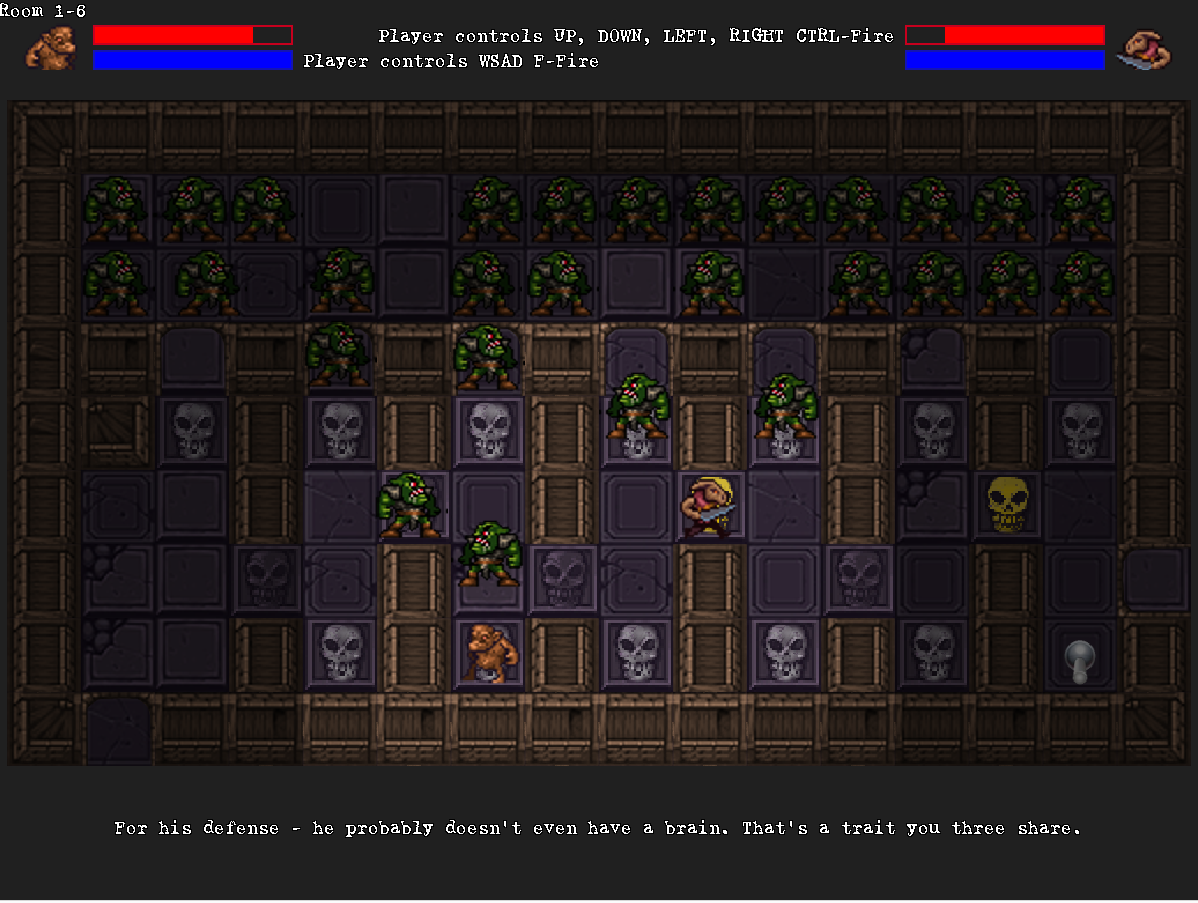 Room 1-6
Player controls UP, DOWN, LEFT, RIGHT CTRL-Fire
Player controls WSAD F-Fire
For his defense - he probably doesn't even have a brain. That's a trait you three share.